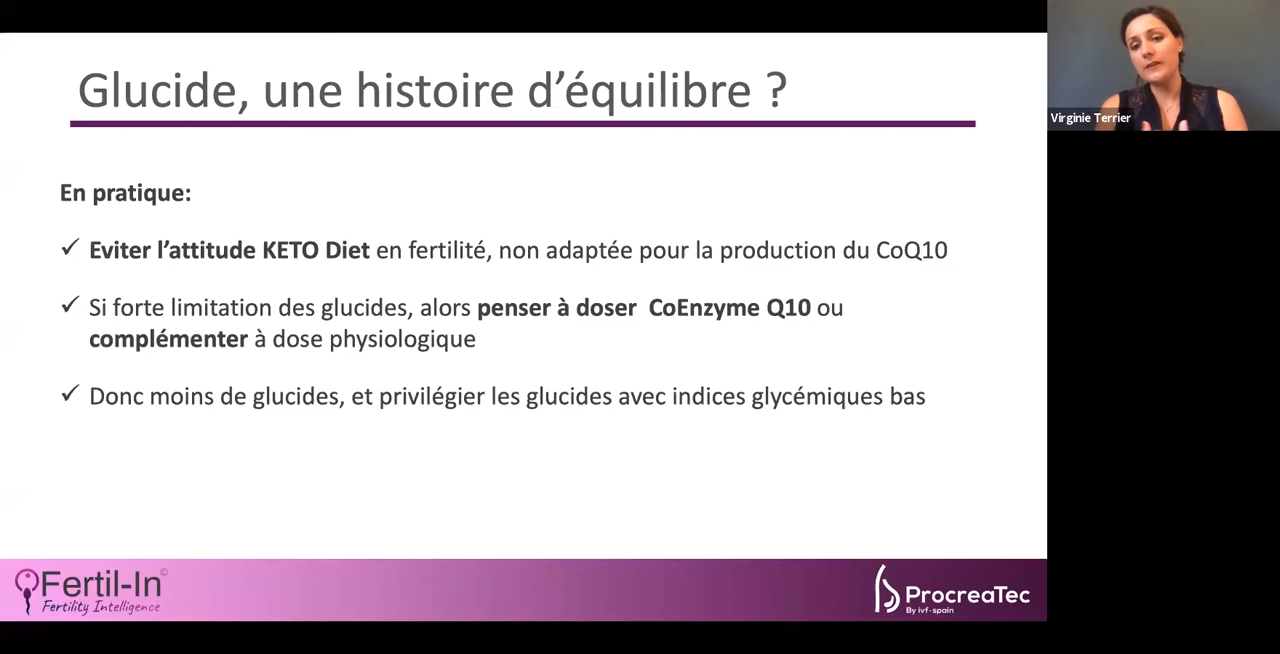 Glucide, une histoire d’équilibre ?
Virginie Terrier
En pratique:
✓ Eviter l’attitude KETO Diet en fertilité, non adaptée pour la production du CoQ10
✓ Si forte limitation des glucides, alors penser à doser  CoEnzyme Q10 ou
complémenter à dose physiologique
✓ Donc moins de glucides, et privilégier les glucides avec indices glycémiques bas
Fertil-In©
Fertility Intelligence
ProcreaTec
By ivf-spain